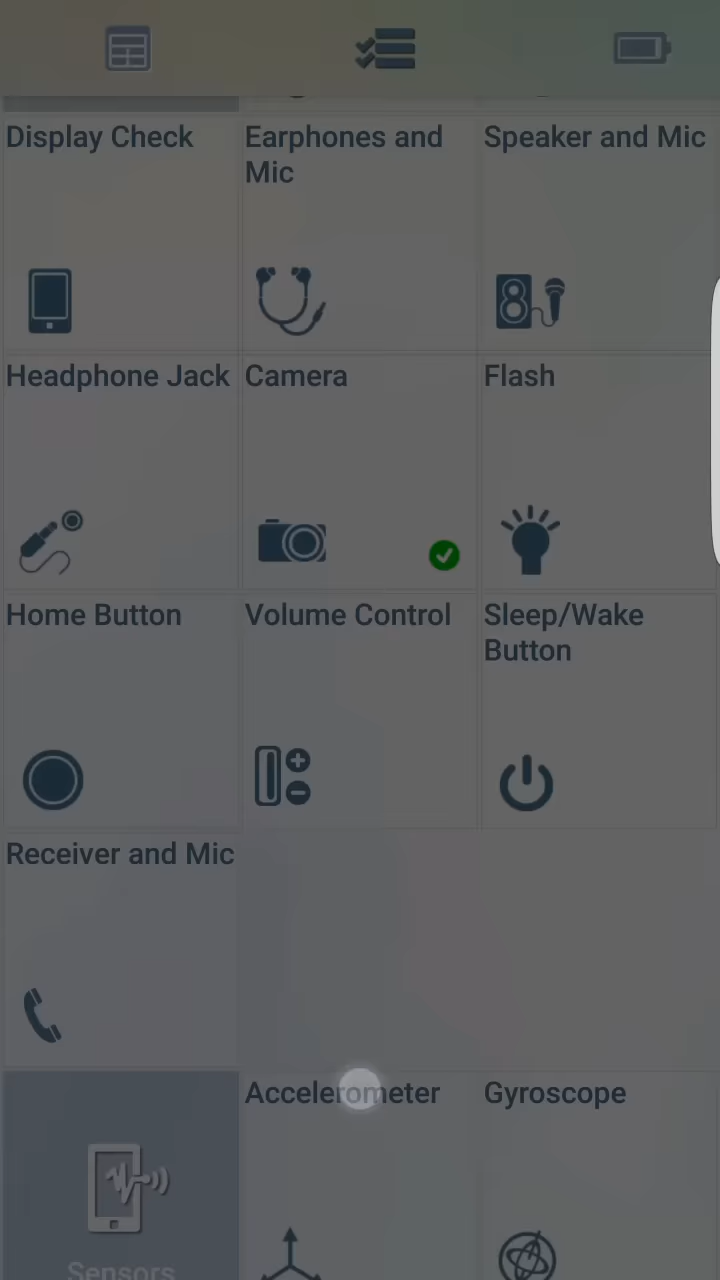 Display Check
Earphones and
Mic
Speaker and Mic
Headphone Jack
Camera
Flash
Home Button
Volume Control
Sleep/Wake
Button
Receiver and Mic
Accelerometer
Gyroscope
Sensors